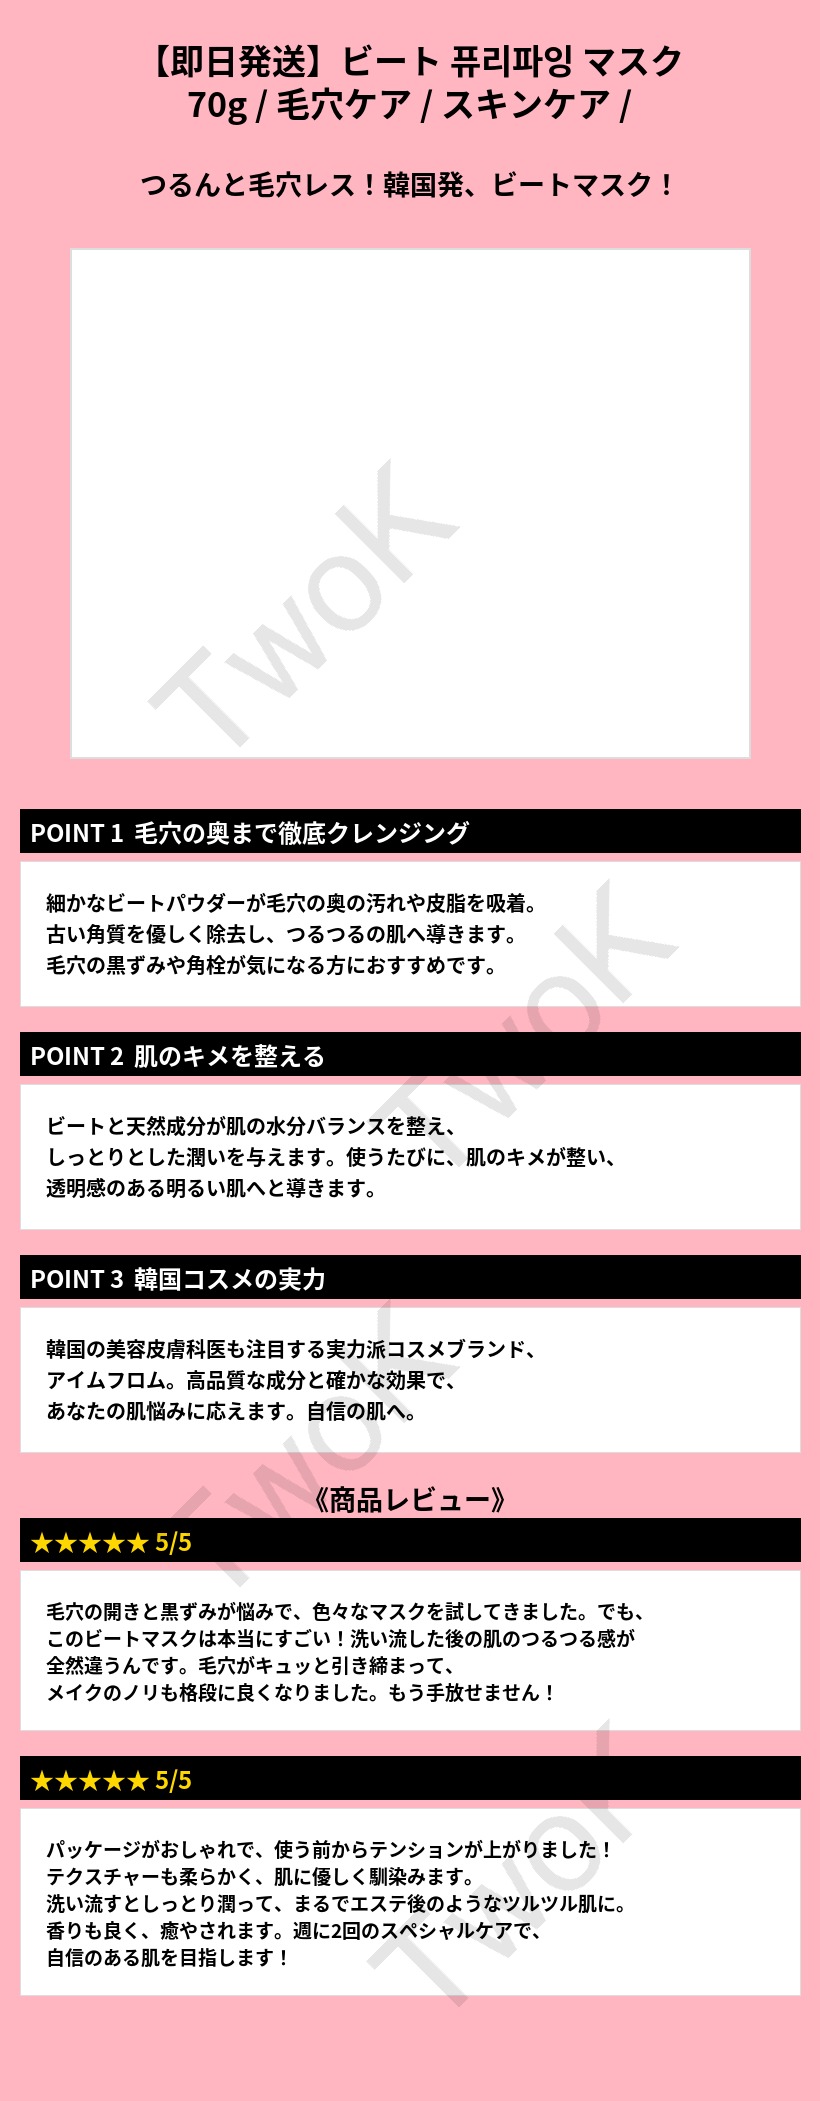 【即日発送】ビート 퓨리파잉 マスク
70g / 毛穴ケア / スキンケア /
つるんと毛穴レス！韓国発、ビートマスク！
TwoK
POINT 1 毛穴の奥まで徹底クレンジング
細かなビートパウダーが毛穴の奥の汚れや皮脂を吸着。
古い角質を優しく除去し、つるつるの肌へ導きます。
毛穴の黒ずみや角栓が気になる方におすすめです。
TwoK
POINT 2 肌のキメを整える
ビートと天然成分が肌の水分バランスを整え、
しっとりとした潤いを与えます。使うたびに、肌のキメが整い、
透明感のある明るい肌へと導きます。
POINT 3 韓国コスメの実力
韓国の美容皮膚科医も注目する実力派コスメブランド、
アイムフロム。高品質な成分と確かな効果で、
あなたの肌悩みに応えます。自信の肌へ。
TwoK
《商品レビュー》
★★★★★ 5/5
毛穴の開きと黒ずみが悩みで、色々なマスクを試してきました。でも、
このビートマスクは本当にすごい！洗い流した後の肌のつるつる感が
全然違うんです。毛穴がキュッと引き締まって、
メイクのノリも格段に良くなりました。もう手放せません！
★★★★★ 5/5
パッケージがおしゃれで、使う前からテンションが上がりました！
テクスチャーも柔らかく、肌に優しく馴染みます。
洗い流すとしっとり潤って、まるでエステ後のようなツルツル肌に。
香りも良く、癒やされます。週に2回のスペシャルケアで、
自信のある肌を目指します！
TwoK